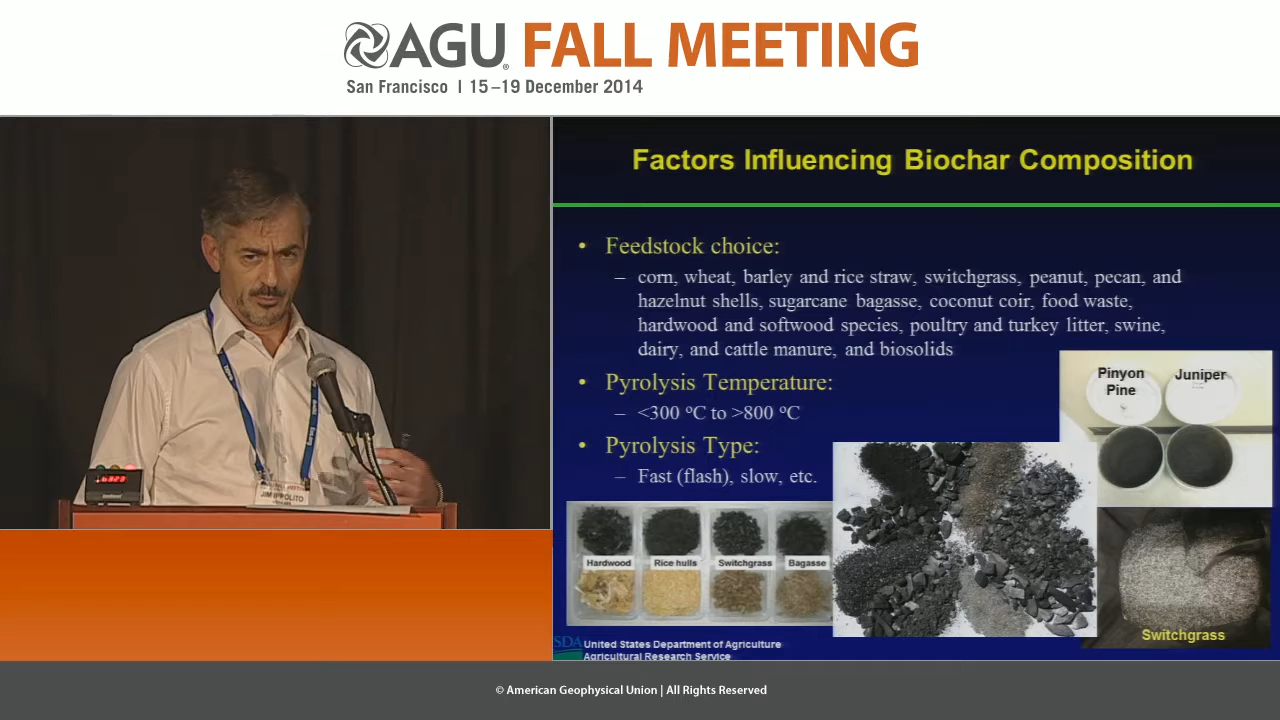 AGU FALL MEETING
San Francisco | 15–19 December 2014
Factors Influencing Biochar Composition
• Feedstock choice:
– corn, wheat, barley and rice straw, switchgrass, peanut, pecan, and
hazelnut shells, sugarcane bagasse, coconut coir, food waste,
hardwood and softwood species, poultry and turkey litter, swine,
dairy, and cattle manure, and biosolids
• Pyrolysis Temperature:
– <300 °C to >800 °C
• Pyrolysis Type:
– Fast (flash), slow, etc.
Pinyon
Pine
Juniper
Hardwood
Rice hulls
Switchgrass
Bagasse
Switchgrass
SDA
United States Department of Agriculture
Agricultural Research Service
JIM IPPOLITO
© American Geophysical Union | All Rights Reserved